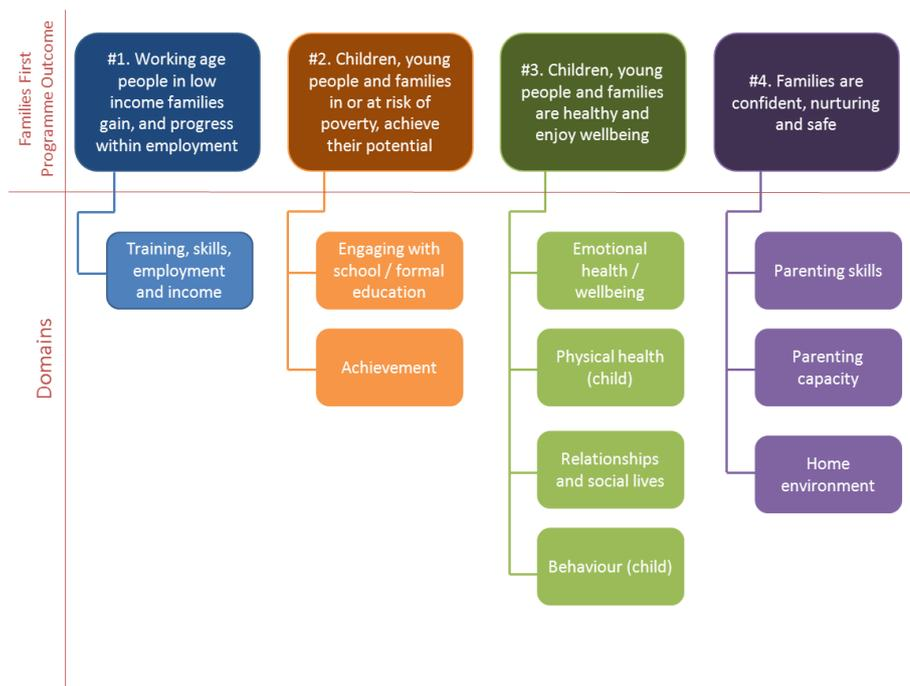 Families First
Programme Outcome
#1. Working age
people in low
income families
gain, and progress
within employment
#2. Children, young
people and families
in or at risk of
poverty, achieve
their potential
#3. Children, young
people and families
are healthy and
enjoy wellbeing
#4. Families are
confident, nurturing
and safe
Domains
Training, skills,
employment
and income
Engaging with
school / formal
education
Achievement
Emotional
health /
wellbeing
Physical health
(child)
Relationships
and social lives
Behaviour (child)
Parenting skills
Parenting
capacity
Home
environment